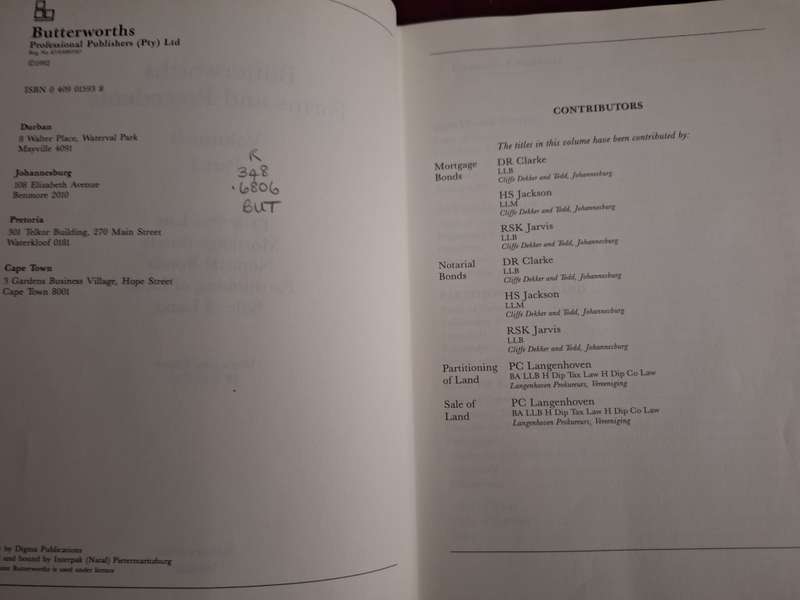 Butterworths
Professional Publishers (Pty) Ltd
©1992
ISBN 0 409 01593 8
Durban
8 Walter Place, Waterval Park
Mayville 4091
Johannesburg
108 Elizabeth Avenue
Benmore 2010
Pretoria
301 Telkor Building, 270 Main Street
Waterkloof 0181
Cape Town
3 Gardens Business Village, Hope Street
Cape Town 8001
R
348
.6806
BUT
by Digma Publications
and bound by Interpak (Natal) Pietermaritzburg
Butterworths is used under licence
CONTRIBUTORS
The titles in this volume have been contributed by:
Mortgage Bonds
DR Clarke
LLB
Cliffe Dekker and Todd, Johannesburg
HS Jackson
LLM
Cliffe Dekker and Todd, Johannesburg
RSK Jarvis
LLB
Cliffe Dekker and Todd, Johannesburg
Notarial Bonds
DR Clarke
LLB
Cliffe Dekker and Todd, Johannesburg
HS Jackson
LLM
Cliffe Dekker and Todd, Johannesburg
RSK Jarvis
LLB
Cliffe Dekker and Todd, Johannesburg
Partitioning of Land
PC Langenhoven
BA LLB H Dip Tax Law H Dip Co Law
Langenhoven Prokureurs, Vereeniging
Sale of Land
PC Langenhoven
BA LLB H Dip Tax Law H Dip Co Law
Langenhoven Prokureurs, Vereeniging